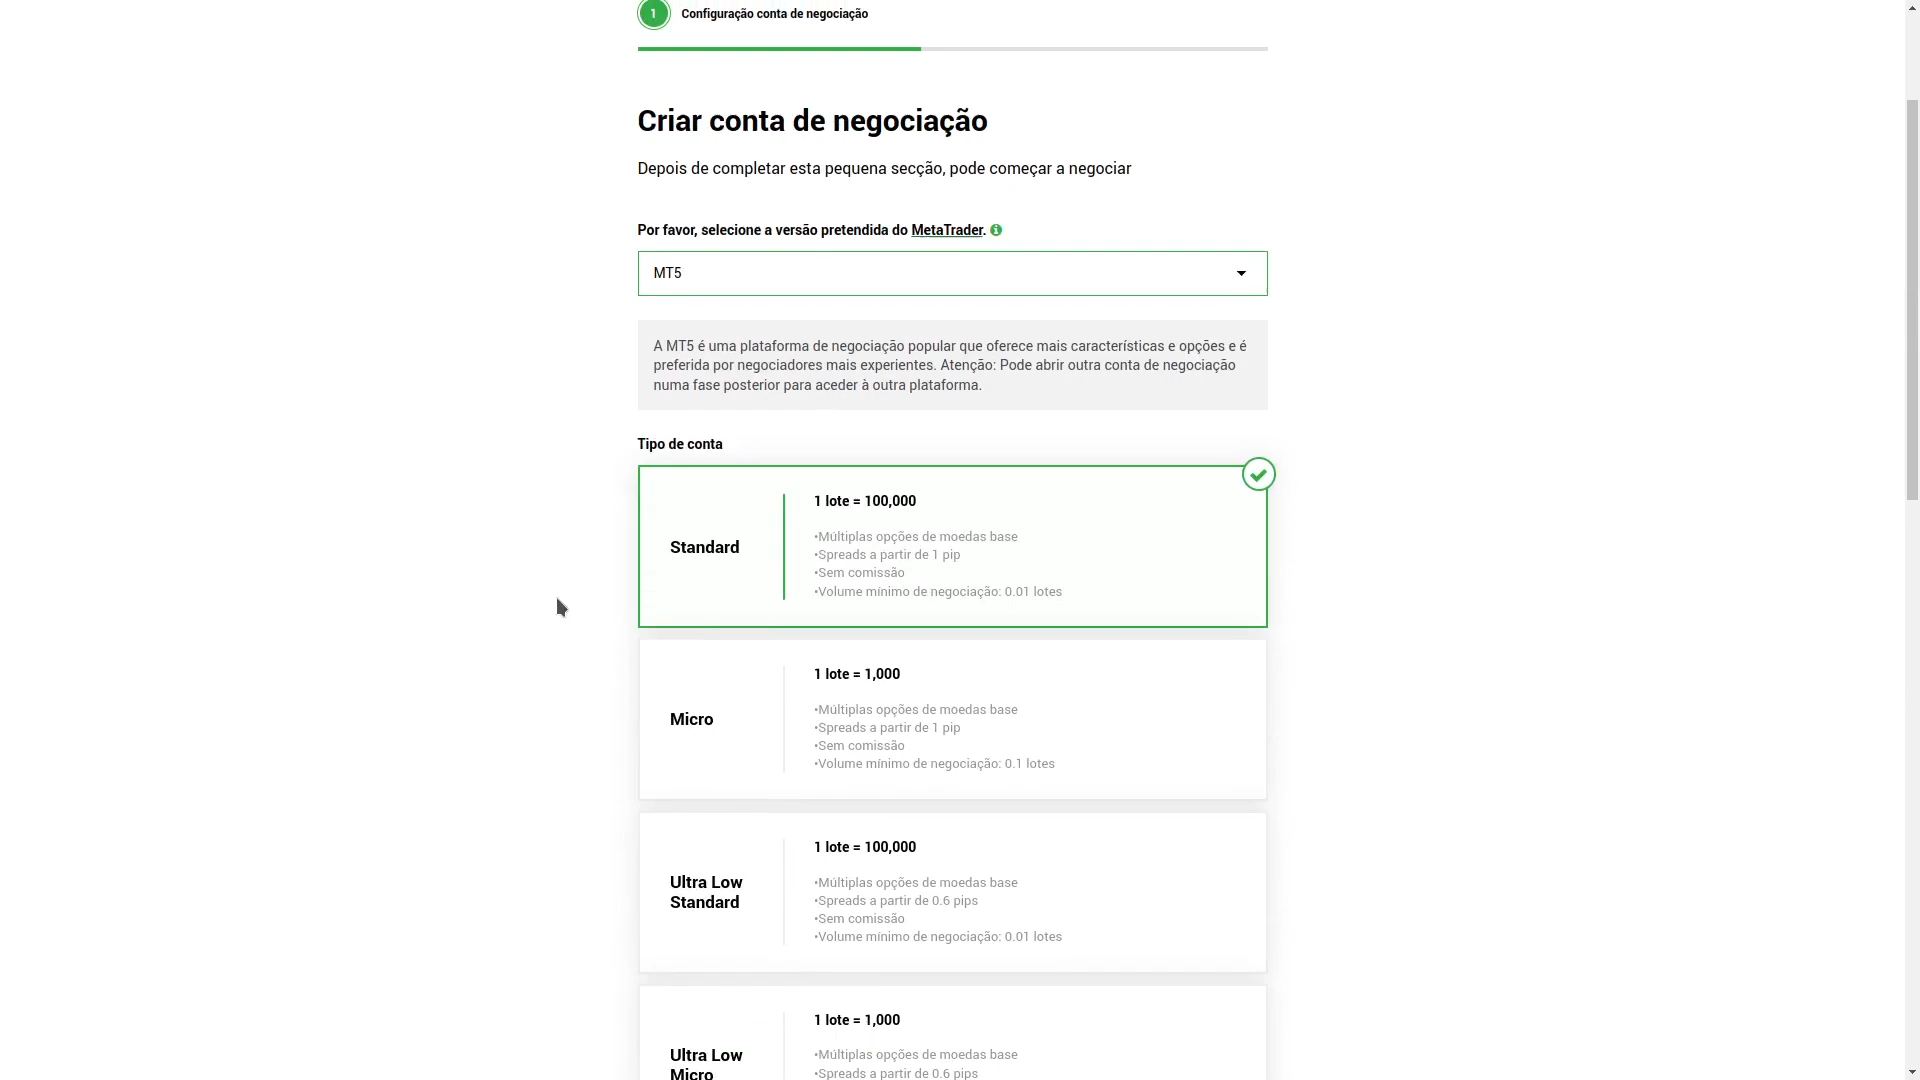 1 Configuração conta de negociação
Criar conta de negociação
Depois de completar esta pequena secção, pode começar a negociar
Por favor, selecione a versão pretendida do MetaTrader.
MT5
A MT5 é uma plataforma de negociação popular que oferece mais características e opções e é
preferida por negociadores mais experientes. Atenção: Pode abrir outra conta de negociação
numa fase posterior para aceder à outra plataforma.
Tipo de conta
Standard
1 lote = 100,000
•Múltiplas opções de moedas base
•Spreads a partir de 1 pip
•Sem comissão
•Volume mínimo de negociação: 0.01 lotes
Micro
1 lote = 1,000
•Múltiplas opções de moedas base
•Spreads a partir de 1 pip
•Sem comissão
•Volume mínimo de negociação: 0.1 lotes
Ultra Low
Standard
1 lote = 100,000
•Múltiplas opções de moedas base
•Spreads a partir de 0.6 pips
•Sem comissão
•Volume mínimo de negociação: 0.01 lotes
Ultra Low
Micro
1 lote = 1,000
•Múltiplas opções de moedas base
•Spreads a partir de 0.6 pips